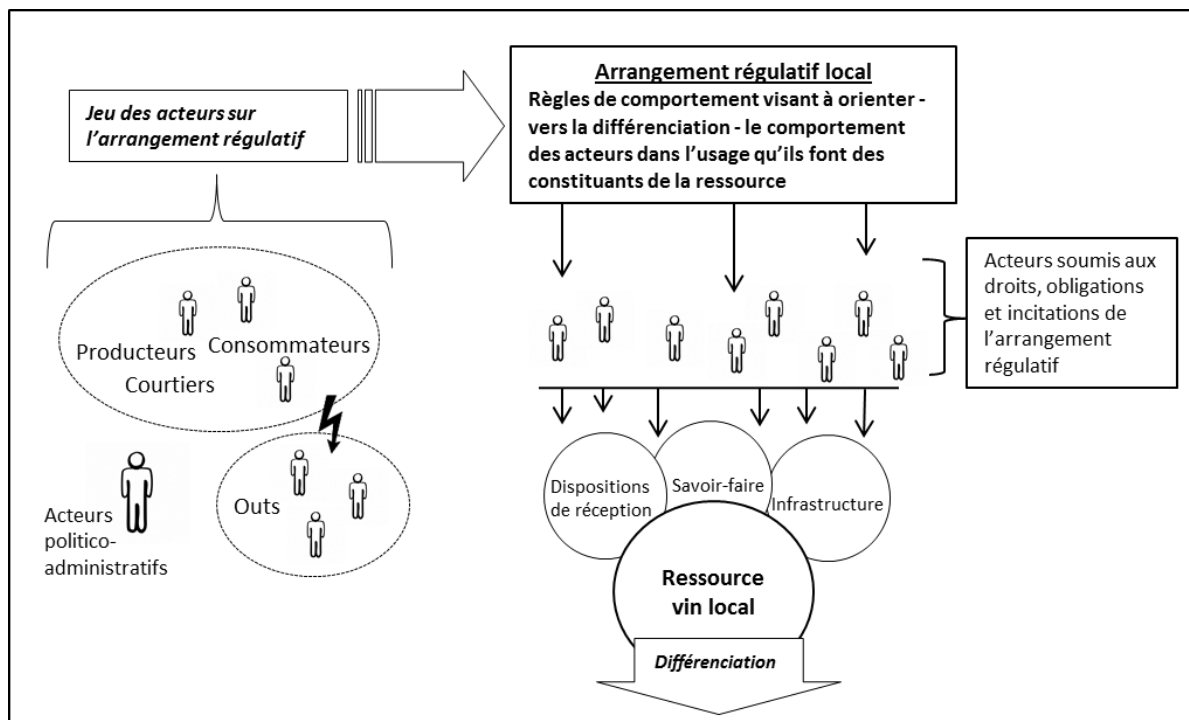 Jeu des acteurs sur
l'arrangement régulatif
Arrangement régulatif local
Règles de comportement visant à orienter -
vers la différenciation - le comportement
des acteurs dans l'usage qu'ils font des
constituants de la ressource
Producteurs
Consommateurs
Courtiers
Outs
Acteurs
politico-
administratifs
Acteurs soumis aux
droits, obligations
et incitations de
l'arrangement
régulatif
Dispositions
de réception
Savoir-faire
Infrastructure
Ressource
vin local
Différenciation